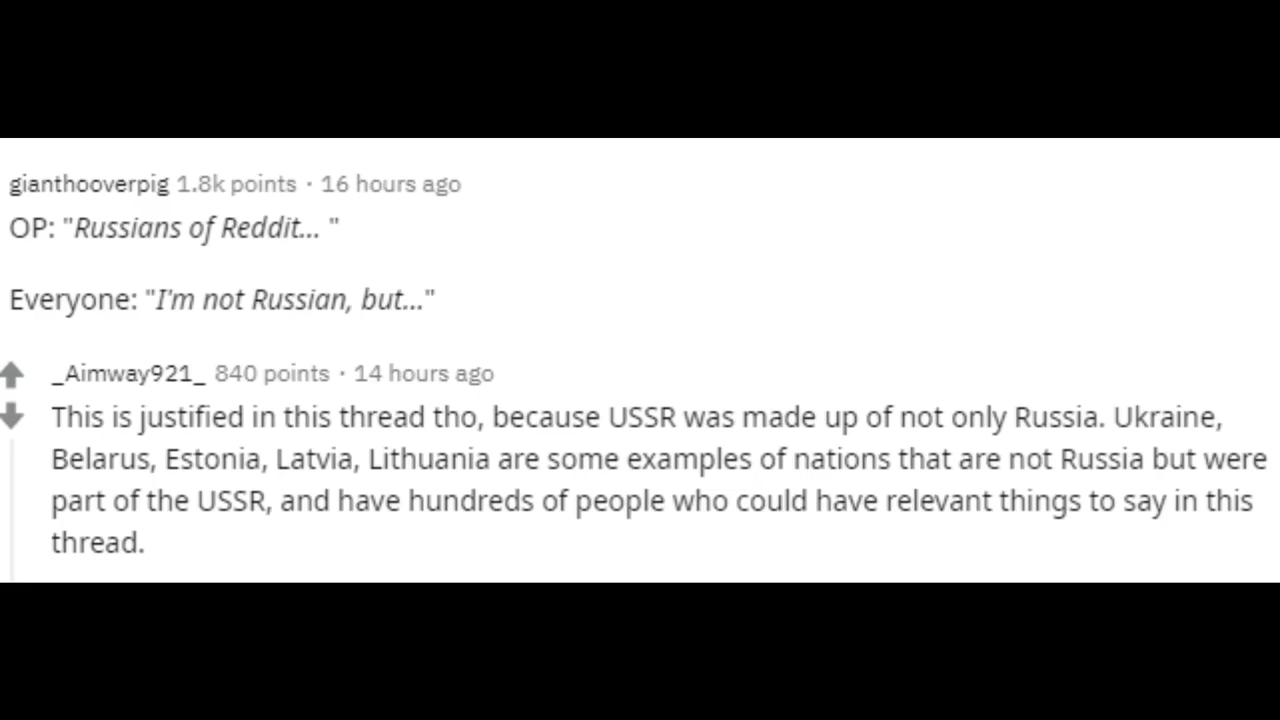 gianthooverpig 1.8k points · 16 hours ago
OP: "Russians of Reddit... "
Everyone: "I'm not Russian, but..."
_Aimway921_ 840 points · 14 hours ago
This is justified in this thread tho, because USSR was made up of not only Russia. Ukraine,
Belarus, Estonia, Latvia, Lithuania are some examples of nations that are not Russia but were
part of the USSR, and have hundreds of people who could have relevant things to say in this
thread.